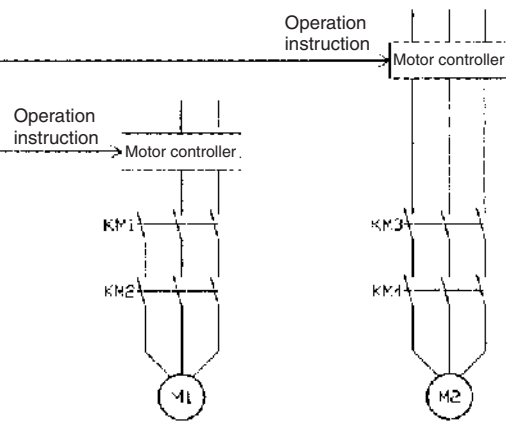 Operation
instruction
Motor controller
Operation
instruction
Motor controller
KM1
KM3
KM2
KM4
M1
M2